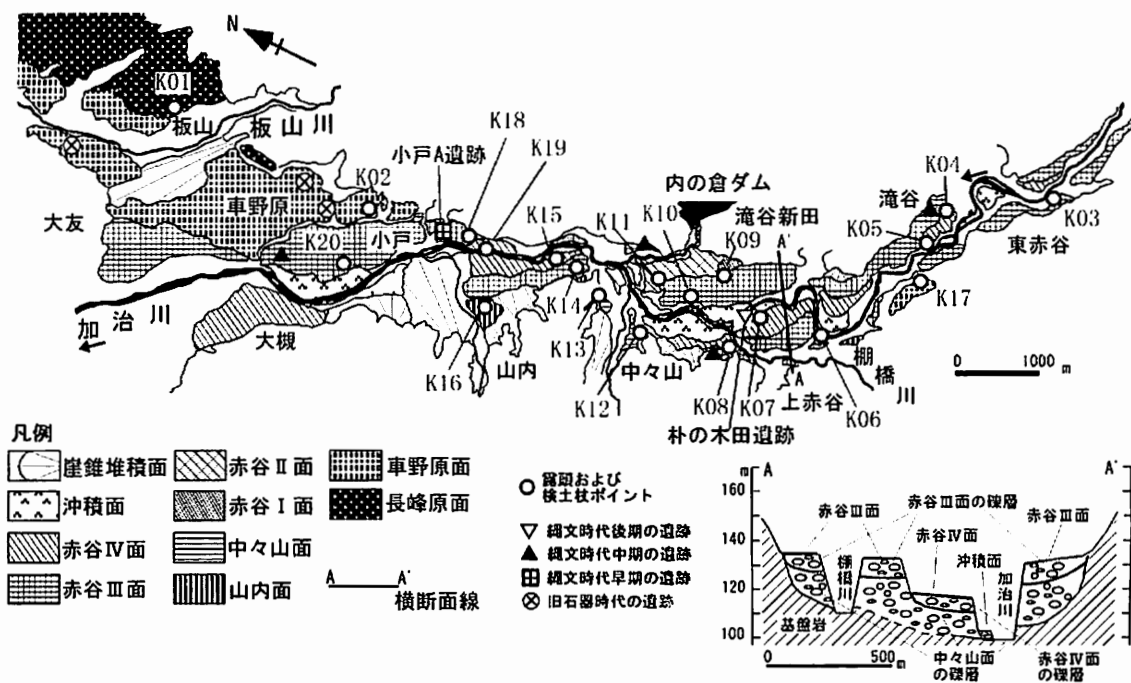 N
K01
板山
板山川
K18
小戸A遺跡
K19
K02
内の倉ダム
K04
大友
車野原
K15
K11
K10
滝谷新田
滝谷
K03
K20
小戸
K09
A'
K05
東赤谷
K14
K17
加治川
大槻
K13
K16
山内
中々山
A
棚橋川
0 1000 m
K12
K08
K07
上赤谷
K06
朴の木田遺跡
凡例
崖錐堆積面
赤谷Ⅱ面
車野原面
沖積面
赤谷Ⅰ面
長峰原面
赤谷Ⅳ面
中々山面
赤谷Ⅲ面
山内面
A A'
横断面線
露頭および
検土杖ポイント
縄文時代後期の遺跡
縄文時代中期の遺跡
縄文時代早期の遺跡
旧石器時代の遺跡
m A A' m
160
140
120
100
赤谷Ⅲ面
赤谷Ⅲ面の礫層
赤谷Ⅲ面
赤谷Ⅳ面
沖積面
棚橋川
加治川
基盤岩
160
140
120
100
0 500 m
中々山面
の礫層
赤谷Ⅳ面
の礫層